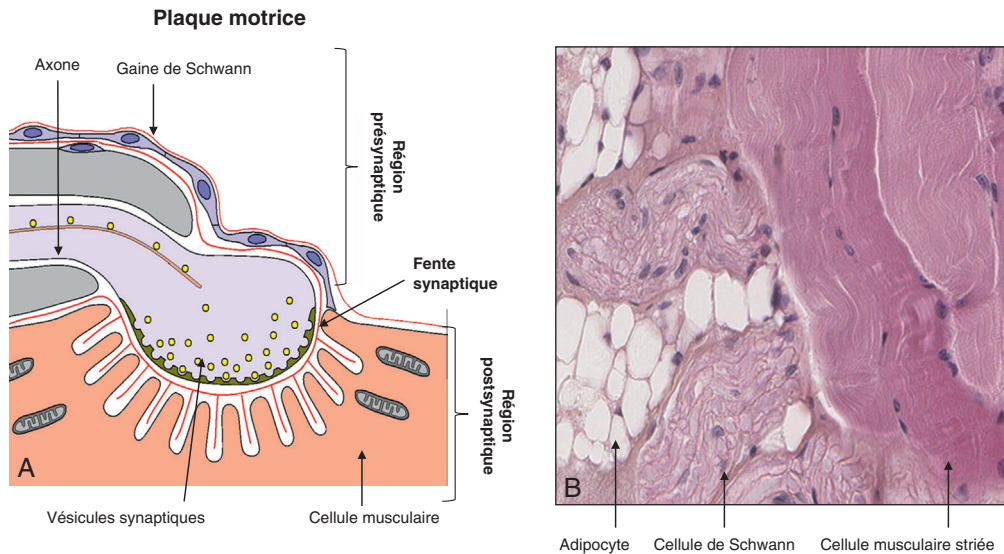 Plaque motrice
Axone
Gaine de Schwann
Région
présynaptique
Fente
synaptique
Région
postsynaptique
A
Vésicules synaptiques
Cellule musculaire
B
Adipocyte
Cellule de Schwann
Cellule musculaire striée